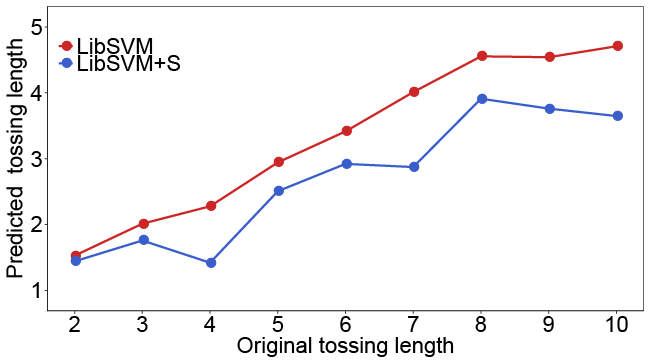 5
4
3
2
1
Predicted tossing length
LibSVM
LibSVM+S
2 3 4 5 6 7 8 9 10
Original tossing length